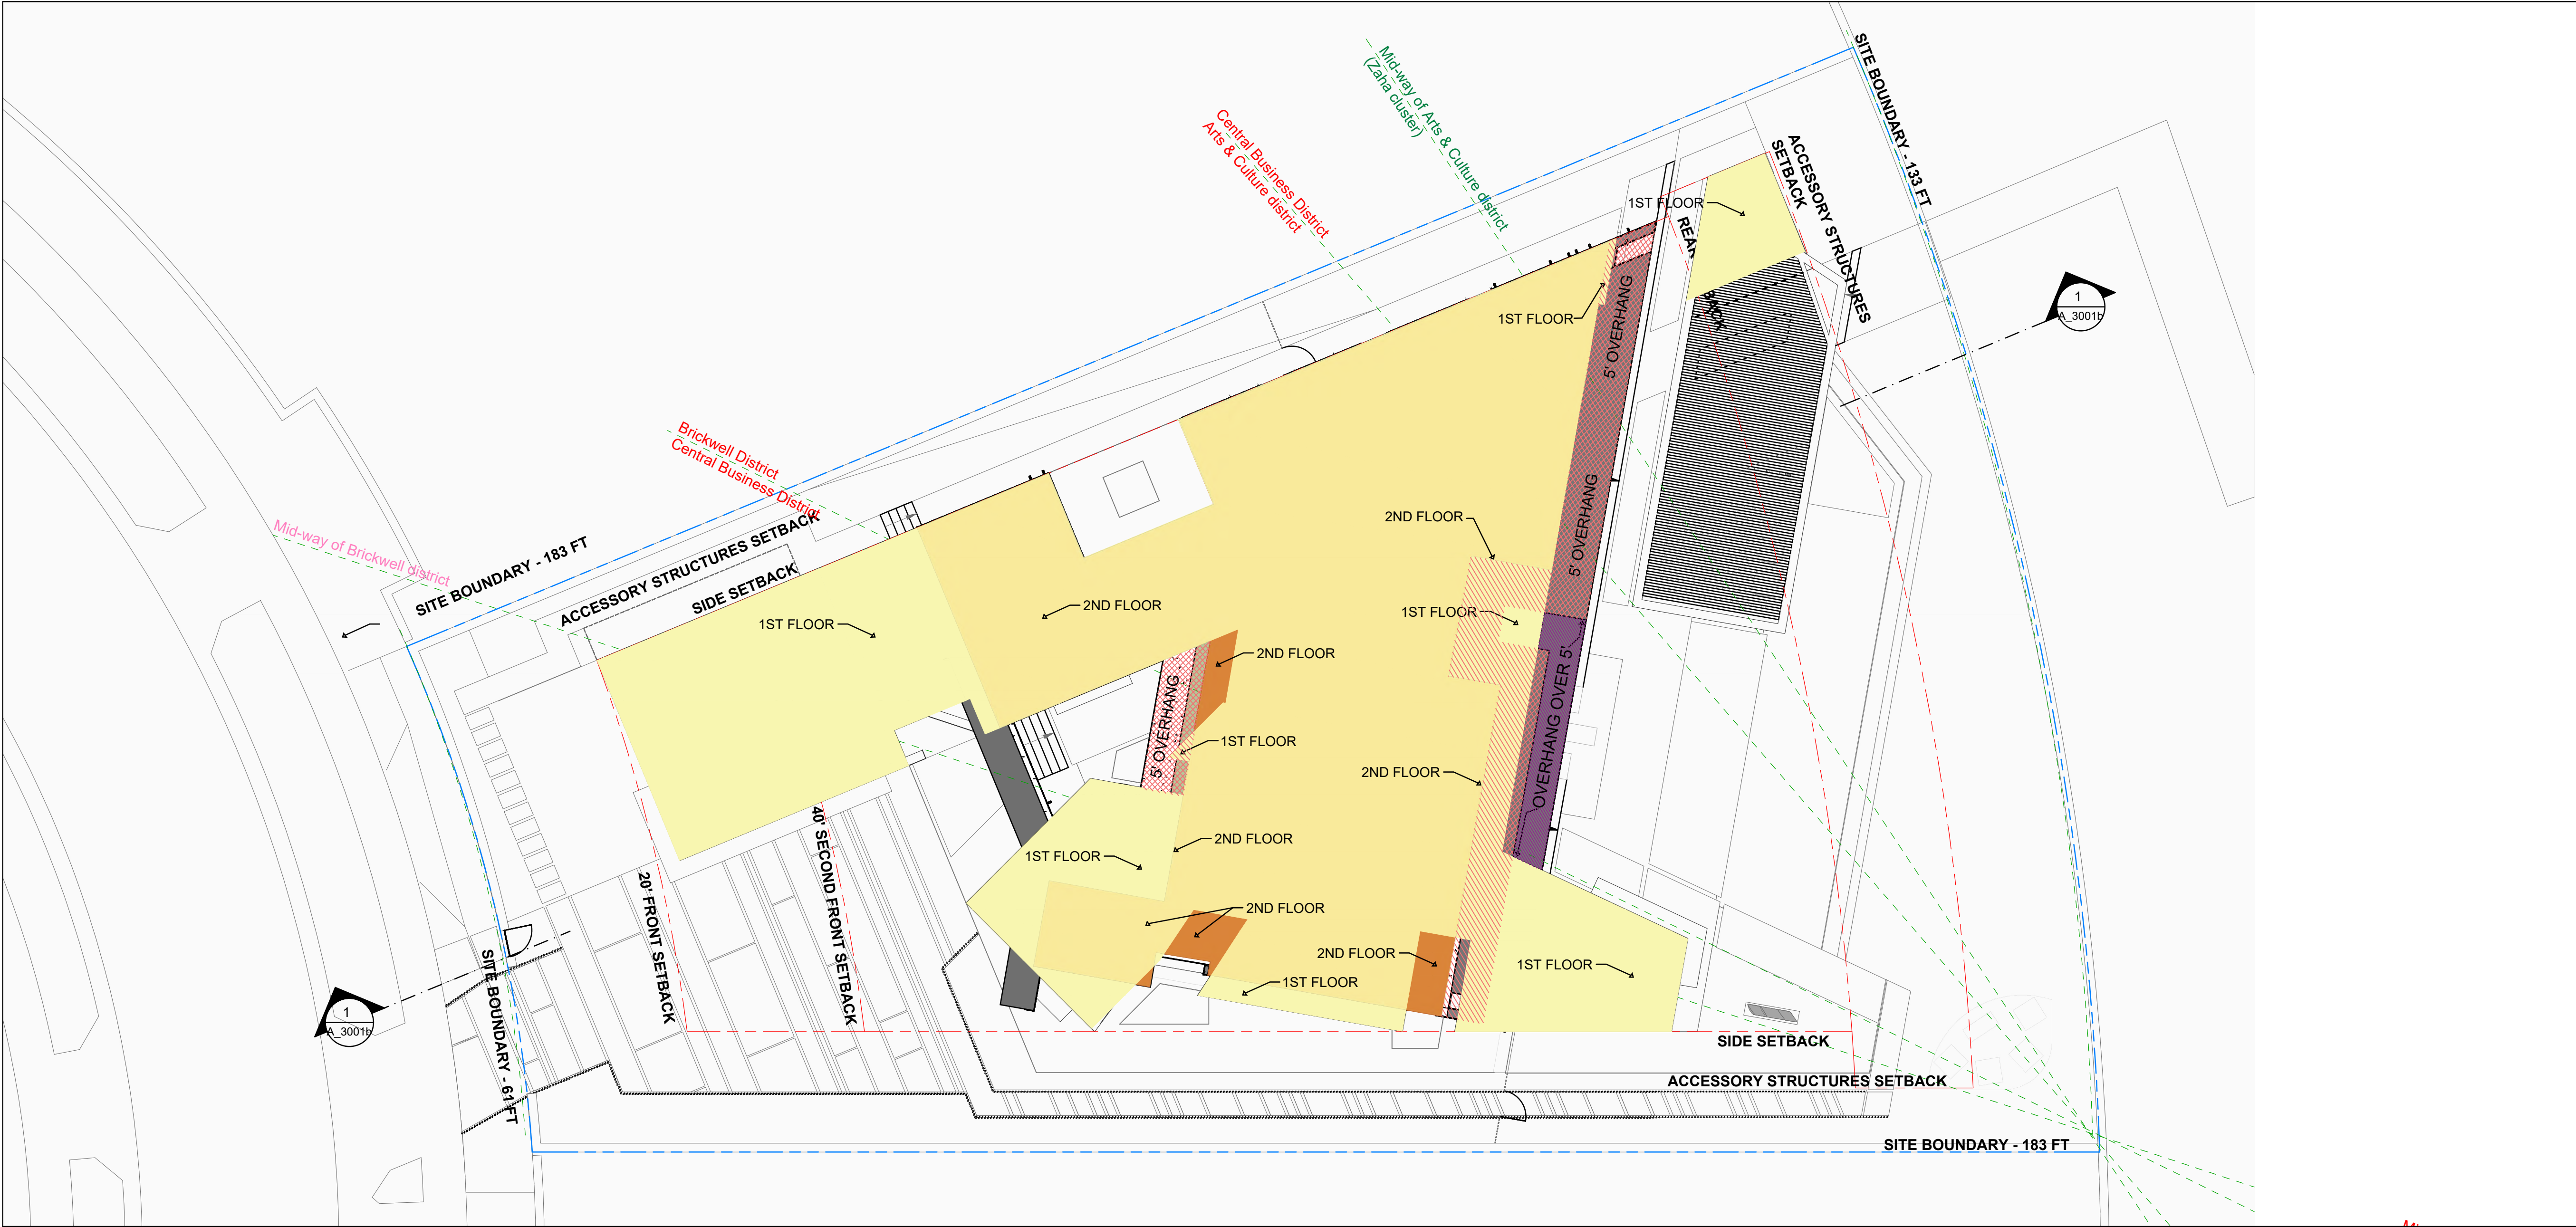 SITE BOUNDARY - 133 FT
Mid-way of Arts & Culture district
(Zaha cluster)
Central Business District
Arts & Culture district
ACCESSORY STRUCTURES
SETBACK
1ST FLOOR
REAR
BACK
ACCESSORY STRUCTURES
1
A_3001b
1ST FLOOR
5' OVERHANG
Brickwell District
Central Business District
Mid-way of Brickwell district
SITE BOUNDARY - 183 FT
ACCESSORY STRUCTURES SETBACK
SIDE SETBACK
2ND FLOOR
5' OVERHANG
2ND FLOOR
1ST FLOOR
1ST FLOOR
2ND FLOOR
5' OVERHANG
1ST FLOOR
OVERHANG OVER 5'
2ND FLOOR
2ND FLOOR
1ST FLOOR
40' SECOND FRONT SETBACK
20' FRONT SETBACK
2ND FLOOR
2ND FLOOR
1ST FLOOR
1ST FLOOR
SITE BOUNDARY - 61 FT
1
A_3001b
SIDE SETBACK
ACCESSORY STRUCTURES SETBACK
SITE BOUNDARY - 183 FT